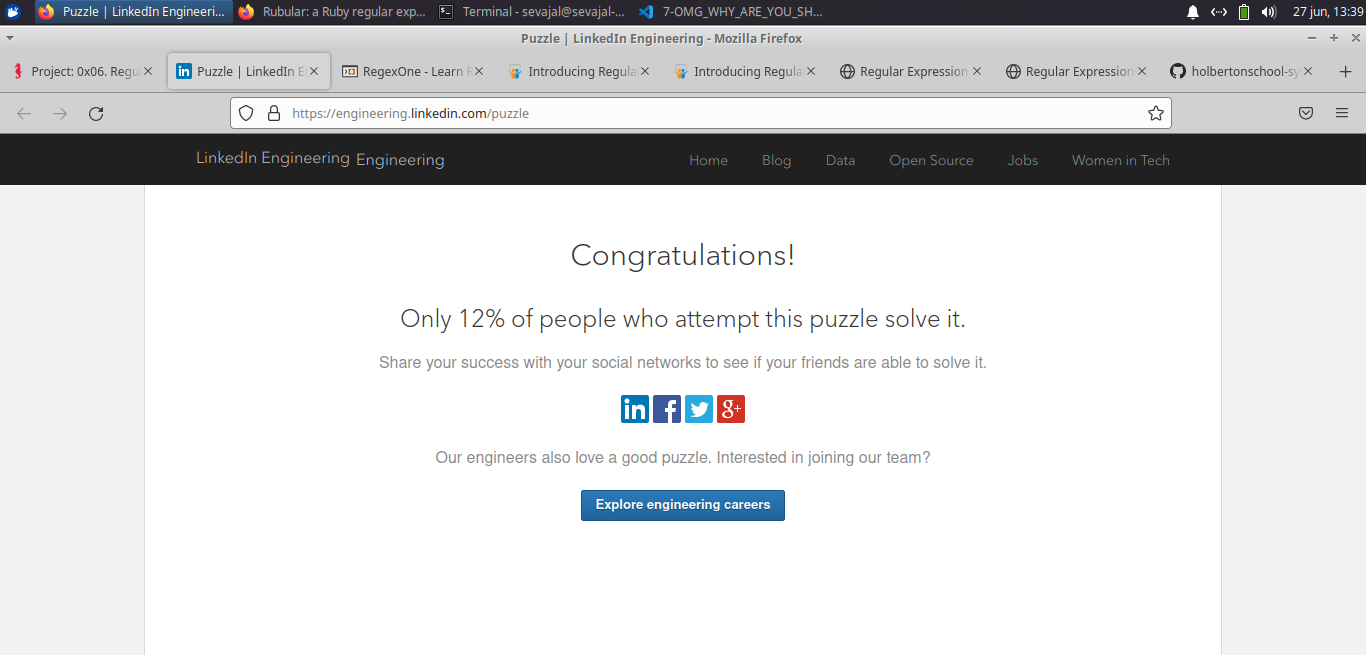 Puzzle | LinkedIn Engineeri... Rubular: a Ruby regular exp... Terminal - sevajal@sevajal-... 7-OMG_WHY_ARE_YOU_SH... 27 jun, 13:39
Puzzle | LinkedIn Engineering - Mozilla Firefox
Project: 0x06. Regul Puzzle | LinkedIn En RegexOne - Learn R Introducing Regula Introducing Regula Regular Expression Regular Expression holbertonschool-sy
https://engineering.linkedin.com/puzzle
LinkedIn Engineering Engineering Home Blog Data Open Source Jobs Women in Tech
Congratulations!
Only 12% of people who attempt this puzzle solve it.
Share your success with your social networks to see if your friends are able to solve it.
in f g+
Our engineers also love a good puzzle. Interested in joining our team?
Explore engineering careers